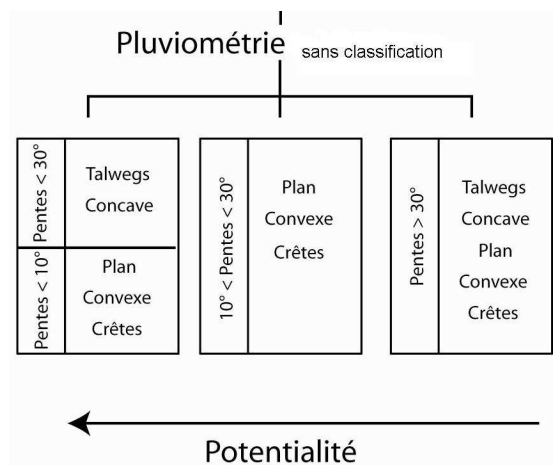 Pluviométrie sans classification
Pentes < 30°
Talwegs
Concave
Pentes < 10°
Plan
Convexe
Crêtes
10° < Pentes < 30°
Plan
Convexe
Crêtes
Pentes > 30°
Talwegs
Concave
Plan
Convexe
Crêtes
Potentialité